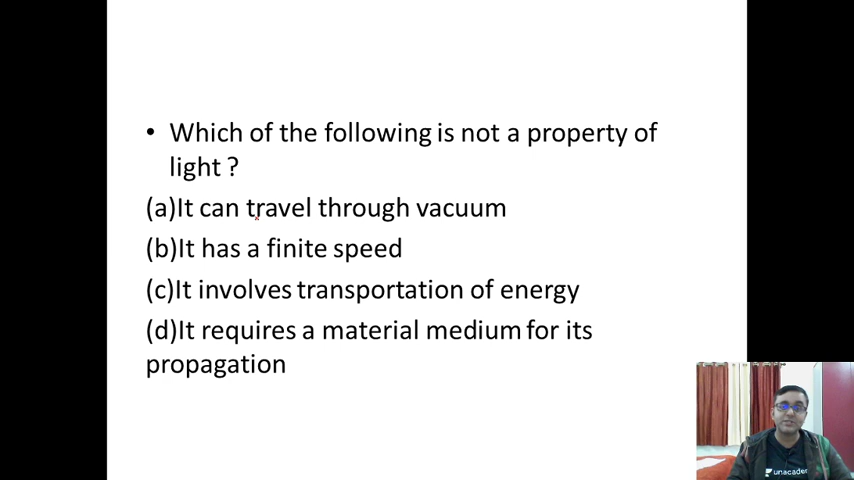 • Which of the following is not a property of
light ?
(a)It can travel through vacuum
(b)It has a finite speed
(c)It involves transportation of energy
(d)It requires a material medium for its
propagation
unacade